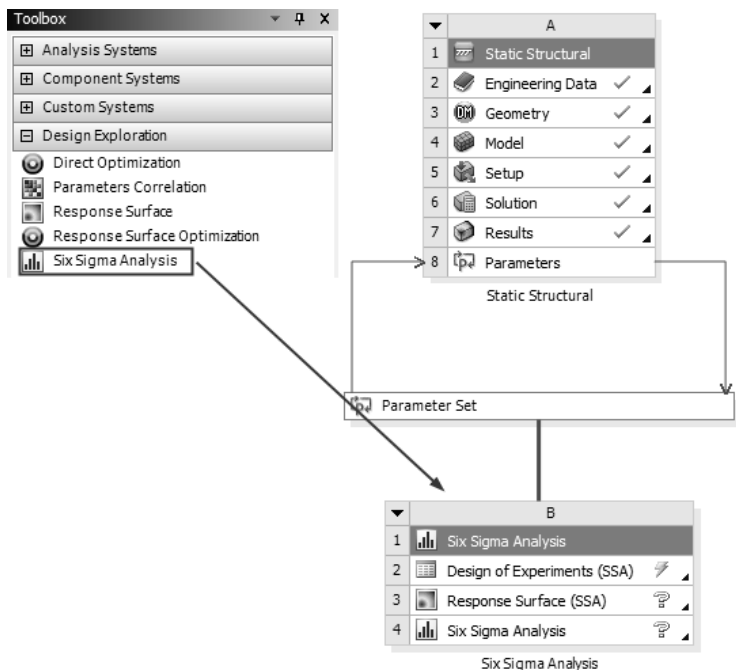 Toolbox
Analysis Systems
Component Systems
Custom Systems
Design Exploration
Direct Optimization
Parameters Correlation
Response Surface
Response Surface Optimization
Six Sigma Analysis
A
1 Static Structural
2 Engineering Data
3 DM Geometry
4 Model
5 Setup
6 Solution
7 Results
8 Parameters
Static Structural
Parameter Set
B
1 Six Sigma Analysis
2 Design of Experiments (SSA)
3 Response Surface (SSA)
4 Six Sigma Analysis
Six Sigma Analysis